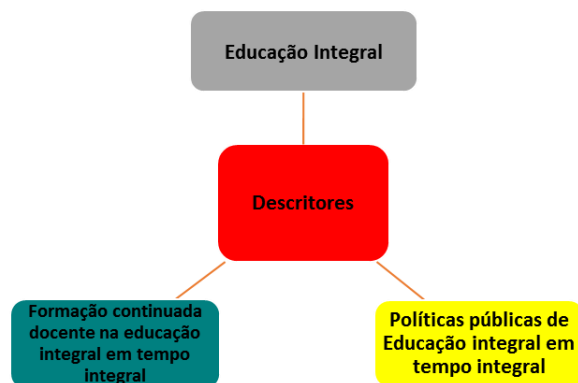 Educação Integral
Descritores
Formação continuada
docente na educação
integral em tempo
integral
Políticas públicas de
Educação integral em
tempo integral